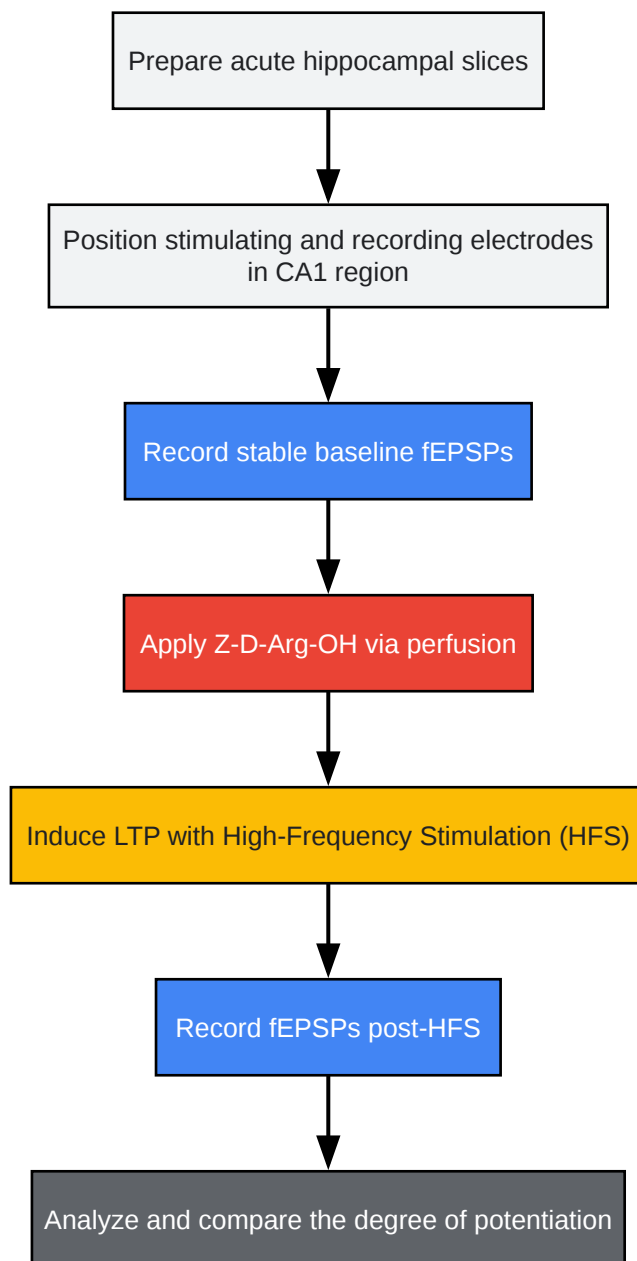 Prepare acute hippocampal slices
Position stimulating and recording electrodes
in CA1 region
Record stable baseline fEPSPs
Apply Z-D-Arg-OH via perfusion
Induce LTP with High-Frequency Stimulation (HFS)
Record fEPSPs post-HFS
Analyze and compare the degree of potentiation